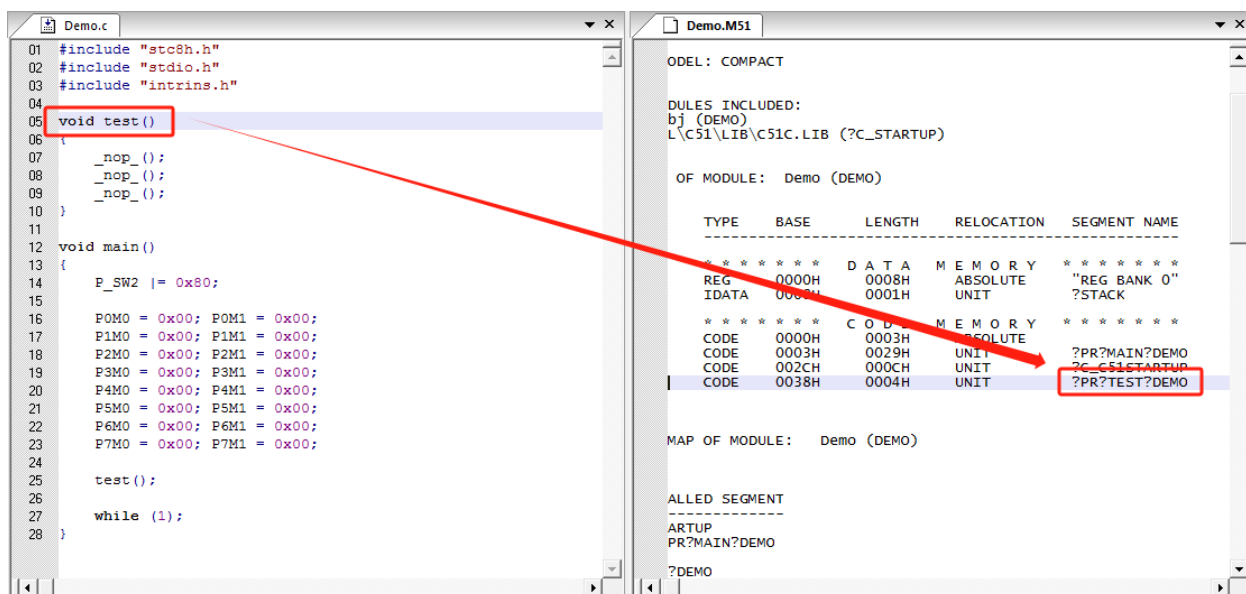 Demo.c
01 #include "stc8h.h"
02 #include "stdio.h"
03 #include "intrins.h"
04
05 void test()
06 {
07     _nop_();
08     _nop_();
09     _nop_();
10 }
11
12 void main()
13 {
14     P_SW2 |= 0x80;
15
16     P0M0 = 0x00; P0M1 = 0x00;
17     P1M0 = 0x00; P1M1 = 0x00;
18     P2M0 = 0x00; P2M1 = 0x00;
19     P3M0 = 0x00; P3M1 = 0x00;
20     P4M0 = 0x00; P4M1 = 0x00;
21     P5M0 = 0x00; P5M1 = 0x00;
22     P6M0 = 0x00; P6M1 = 0x00;
23     P7M0 = 0x00; P7M1 = 0x00;
24
25     test();
26
27     while (1);
28 }
Demo.M51
ODEL: COMPACT
DULES INCLUDED:
bj (DEMO)
L\C51\LIB\C51C.LIB (?C_STARTUP)
OF MODULE:  Demo (DEMO)
TYPE    BASE      LENGTH    RELOCATION   SEGMENT NAME
-----------------------------------------------------
* * * * * * *   D A T A   M E M O R Y   * * * * * * *
REG     0000H     0008H     ABSOLUTE     "REG BANK 0"
IDATA   0008H     0001H     UNIT         ?STACK
* * * * * * *   C O D E   M E M O R Y   * * * * * * *
CODE    0000H     0003H     ABSOLUTE
CODE    0003H     0029H     UNIT         ?PR?MAIN?DEMO
CODE    002CH     000CH     UNIT         ?C_C51STARTUP
CODE    0038H     0004H     UNIT         ?PR?TEST?DEMO
MAP OF MODULE:  Demo (DEMO)
ALLED SEGMENT
-------------
ARTUP
PR?MAIN?DEMO
?DEMO